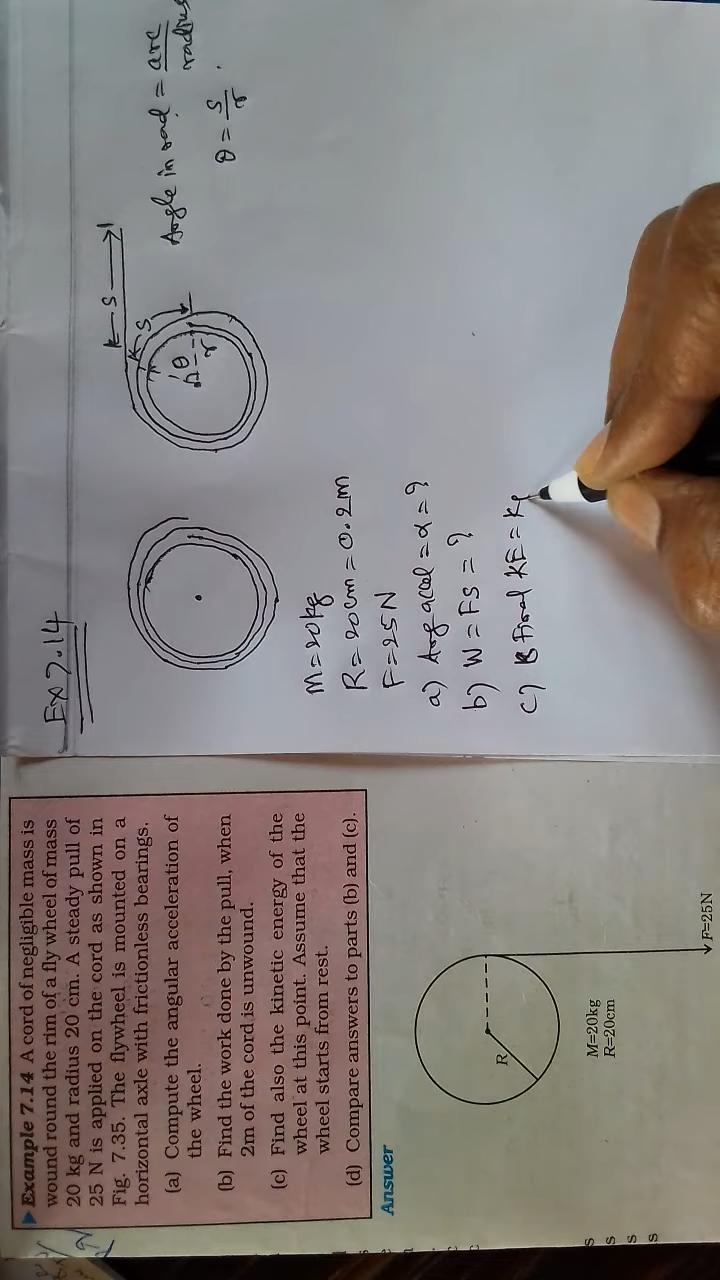 Example 7.14 A cord of negligible mass is
wound round the rim of a fly wheel of mass
20 kg and radius 20 cm. A steady pull of
25 N is applied on the cord as shown in
Fig. 7.35. The flywheel is mounted on a
horizontal axle with frictionless bearings.
(a) Compute the angular acceleration of
the wheel.
(b) Find the work done by the pull, when
2m of the cord is unwound.
(c) Find also the kinetic energy of the
wheel at this point. Assume that the
wheel starts from rest.
(d) Compare answers to parts (b) and (c).
Answer
R
M=20kg
R=20cm
F=25N
s
s
s
s
Ex 7.14
S
S
θ
r
Angle in rad = arc
radius
θ = S
r
M = 20kg
R = 20cm = 0.2m
F = 25N
a) Ang accel = α = ?
b) W = FS = ?
c) Final KE = Kf